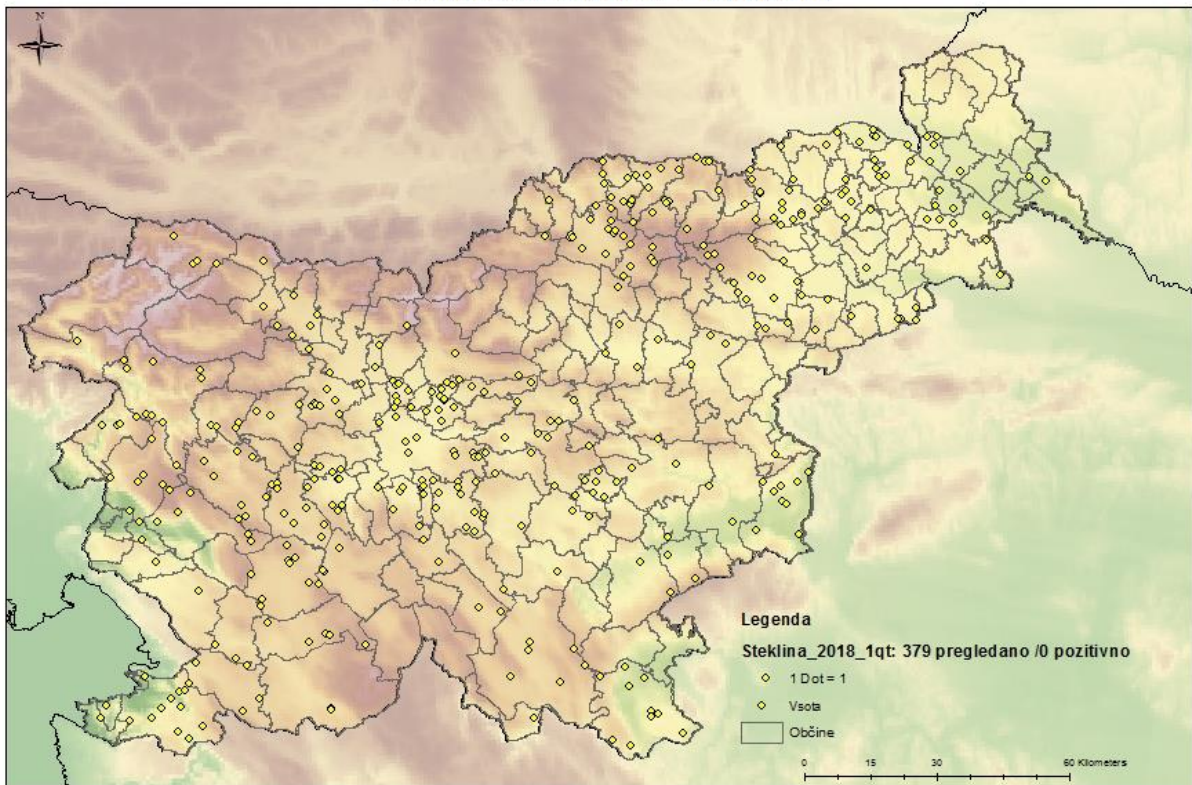 N
Legenda
Steklina_2018_1qt: 379 pregledano /0 pozitivno
1 Dot = 1
Vsota
Občine
0 15 30 60 Kilometers